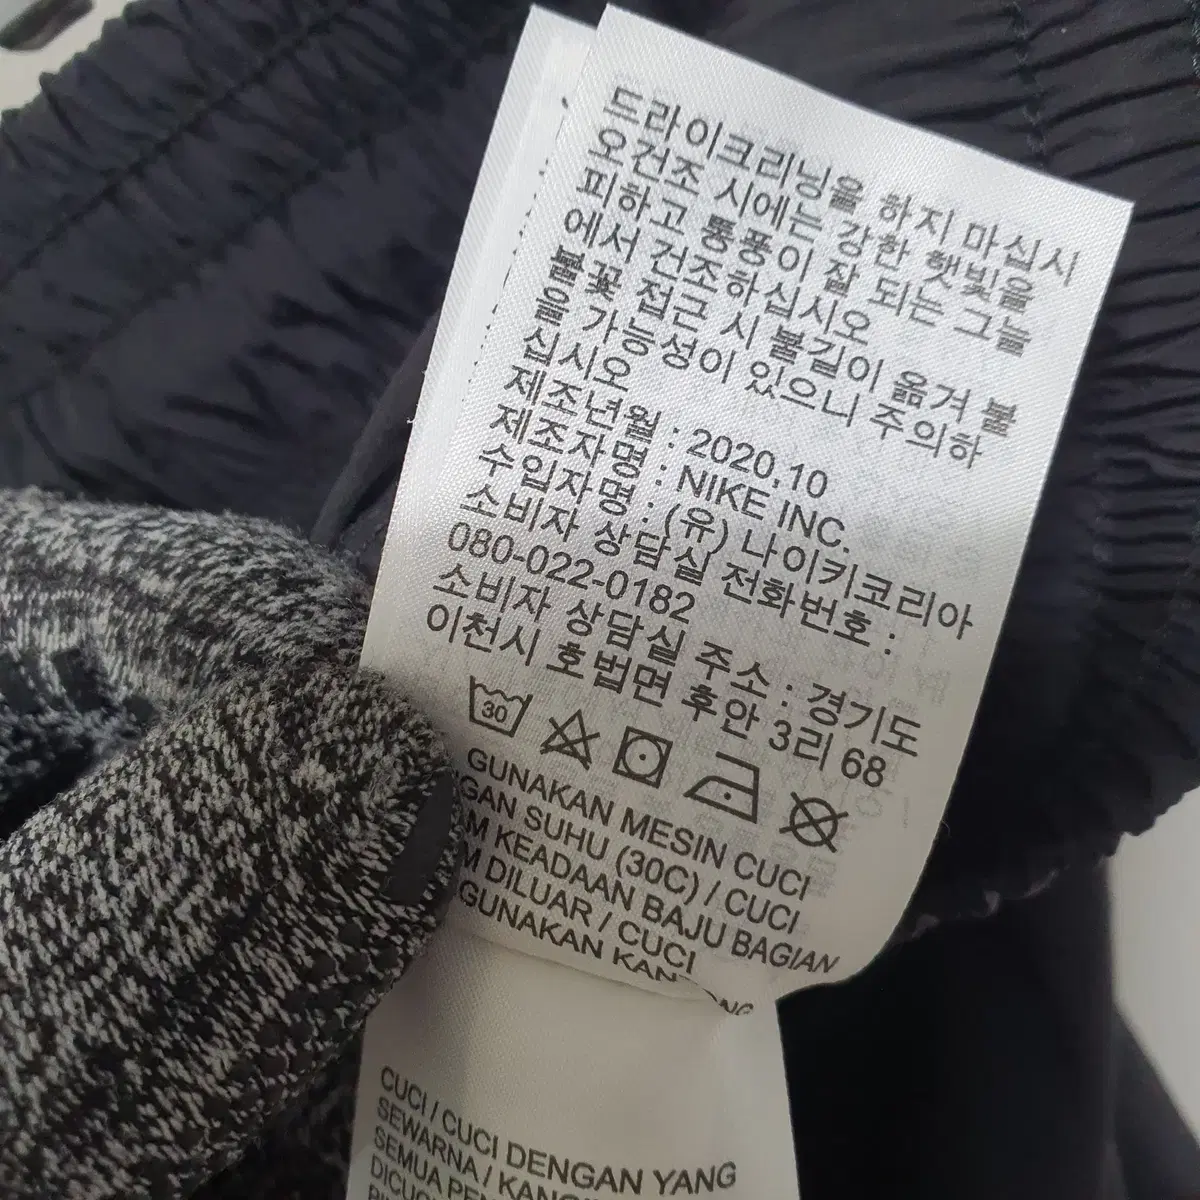 드라이크리닝을 하지 마십시
오건조 시에는 강한 햇빛을
피하고 통풍이 잘 되는 그늘
에서 건조하십시오
불꽃 접근 시 불길이 옮겨 붙
을 가능성이 있으니 주의하
십시오
제조년월 : 2020.10
제조자명 : NIKE INC.
수입자명 : (유) 나이키코리아
소비자 상담실 전화번호 :
080-022-0182
소비자 상담실 주소 : 경기도
이천시 호법면 후안 3리 68
30
GUNAKAN MESIN CUCI
SUHU (30C) / CUCI
KEADAAN BAJU BAGIAN
DILUAR / CUCI
GUNAKAN
CUCI / CUCI DENGAN YANG
SEWARNA /
SEMUA